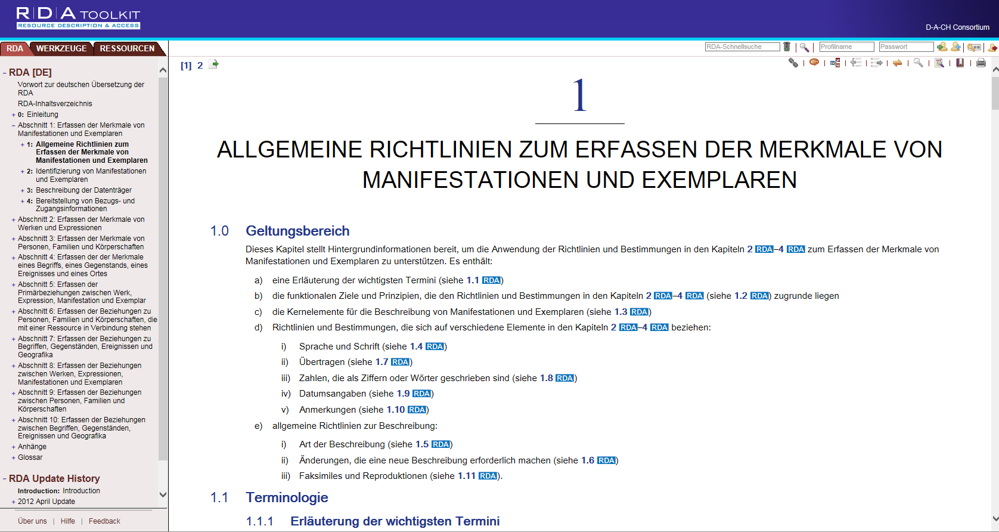 R|D|A TOOLKIT
RESOURCE DESCRIPTION & ACCESS
D-A-CH Consortium
RDA WERKZEUGE RESSOURCEN
RDA-Schnellsuche Profilname Passwort
- RDA [DE]
Vorwort zur deutschen Übersetzung der
RDA
RDA-Inhaltsverzeichnis
+ 0: Einleitung
- Abschnitt 1: Erfassen der Merkmale von
Manifestationen und Exemplaren
+ 1: Allgemeine Richtlinien zum
Erfassen der Merkmale von
Manifestationen und Exemplaren
+ 2: Identifizierung von Manifestationen
und Exemplaren
+ 3: Beschreibung der Datenträger
+ 4: Bereitstellung von Bezugs- und
Zugangsinformationen
+ Abschnitt 2: Erfassen der Merkmale von
Werken und Expressionen
+ Abschnitt 3: Erfassen der Merkmale von
Personen, Familien und Körperschaften
+ Abschnitt 4: Erfassen der der Merkmale
eines Begriffs, eines Gegenstands, eines
Ereignisses und eines Ortes
+ Abschnitt 5: Erfassen der
Primärbeziehungen zwischen Werk,
Expression, Manifestation und Exemplar
+ Abschnitt 6: Erfassen der Beziehungen zu
Personen, Familien und Körperschaften, die
mit einer Ressource in Verbindung stehen
+ Abschnitt 7: Erfassen der Beziehungen zu
Begriffen, Gegenständen, Ereignissen und
Geografika
+ Abschnitt 8: Erfassen der Beziehungen
zwischen Werken, Expressionen,
Manifestationen und Exemplaren
+ Abschnitt 9: Erfassen der Beziehungen
zwischen Personen, Familien und
Körperschaften
+ Abschnitt 10: Erfassen der Beziehungen
zwischen Begriffen, Gegenständen,
Ereignissen und Geografika
+ Anhänge
+ Glossar
- RDA Update History
Introduction: Introduction
+ 2012 April Update
Über uns | Hilfe | Feedback
[1] 2
1
ALLGEMEINE RICHTLINIEN ZUM ERFASSEN DER MERKMALE VON
MANIFESTATIONEN UND EXEMPLAREN
1.0 Geltungsbereich
Dieses Kapitel stellt Hintergrundinformationen bereit, um die Anwendung der Richtlinien und Bestimmungen in den Kapiteln 2 RDA–4 RDA zum Erfassen der Merkmale von
Manifestationen und Exemplaren zu unterstützen. Es enthält:
a) eine Erläuterung der wichtigsten Termini (siehe 1.1 RDA)
b) die funktionalen Ziele und Prinzipien, die den Richtlinien und Bestimmungen in den Kapiteln 2 RDA–4 RDA (siehe 1.2 RDA) zugrunde liegen
c) die Kernelemente für die Beschreibung von Manifestationen und Exemplaren (siehe 1.3 RDA)
d) Richtlinien und Bestimmungen, die sich auf verschiedene Elemente in den Kapiteln 2 RDA–4 RDA beziehen:
i) Sprache und Schrift (siehe 1.4 RDA)
ii) Übertragen (siehe 1.7 RDA)
iii) Zahlen, die als Ziffern oder Wörter geschrieben sind (siehe 1.8 RDA)
iv) Datumsangaben (siehe 1.9 RDA)
v) Anmerkungen (siehe 1.10 RDA)
e) allgemeine Richtlinien zur Beschreibung:
i) Art der Beschreibung (siehe 1.5 RDA)
ii) Änderungen, die eine neue Beschreibung erforderlich machen (siehe 1.6 RDA)
iii) Faksimiles und Reproduktionen (siehe 1.11 RDA).
1.1 Terminologie
1.1.1 Erläuterung der wichtigsten Termini